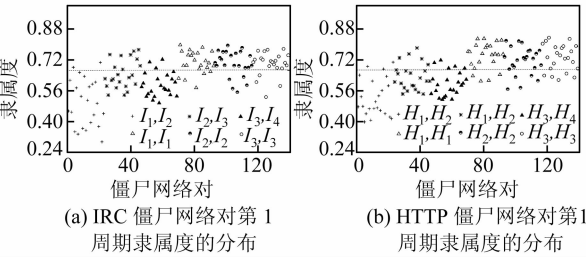 0.88
0.72
0.56
0.40
0.24
隶属度
I₁,I₂ I₂,I₃ I₃,I₄
I₁,I₁ I₂,I₂ I₃,I₃
0 40 80 120
僵尸网络对
(a) IRC 僵尸网络对第 1
周期隶属度的分布
0.88
0.72
0.56
0.40
0.24
隶属度
H₁,H₂ H₁,H₂ H₃,H₄
H₁,H₁ H₂,H₂ H₃,H₃
0 40 80 120
僵尸网络对
(b) HTTP 僵尸网络对第1
周期隶属度的分布